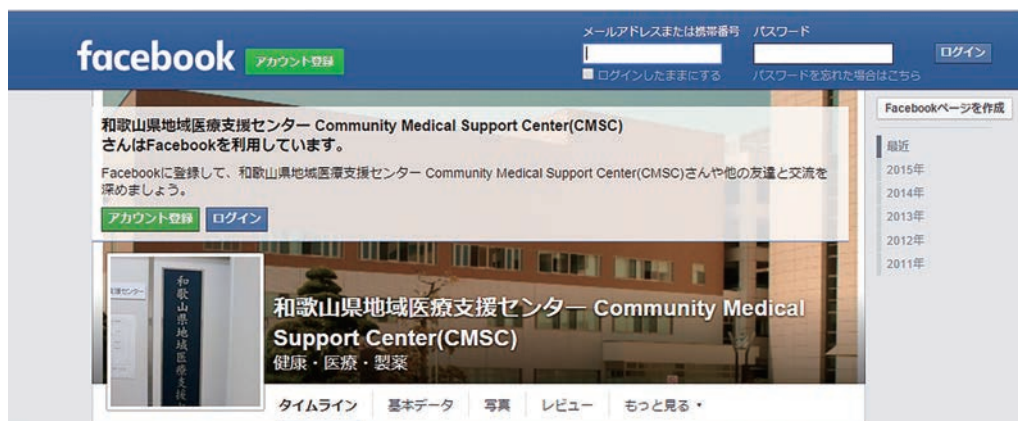 facebook
アカウント登録
メールアドレスまたは携帯番号
パスワード
ログイン
ログインしたままにする
パスワードを忘れた場合はこちら
和歌山県地域医療支援センター Community Medical Support Center(CMSC)
さんはFacebookを利用しています。
Facebookに登録して、和歌山県地域医療支援センター Community Medical Support Center(CMSC)さんや他の友達と交流を
深めましょう。
アカウント登録
ログイン
和歌山県地域医療支援
和歌山県地域医療支援センター Community Medical
Support Center(CMSC)
健康・医療・製薬
タイムライン
基本データ
写真
レビュー
もっと見る
Facebookページを作成
最近
2015年
2014年
2013年
2012年
2011年